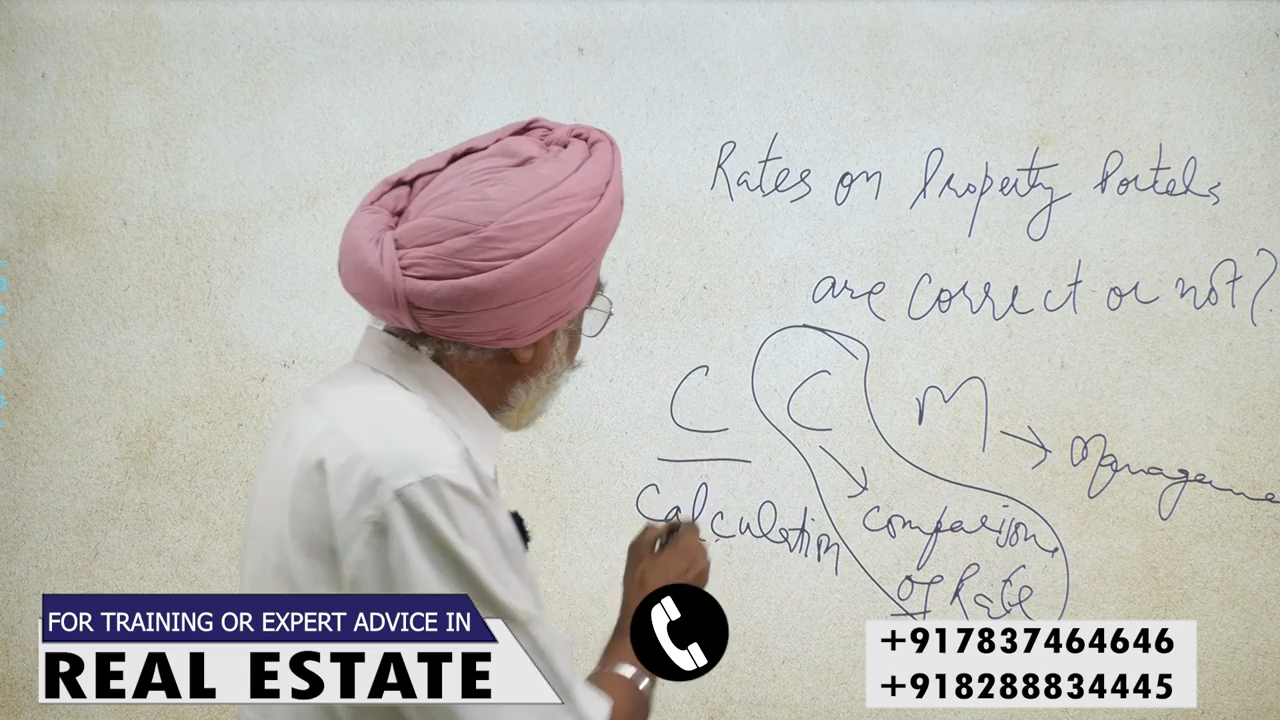 Rates on Property Portals
are correct or not?
C C M → Manageme
Calculation
comparison
of Rate
FOR TRAINING OR EXPERT ADVICE IN
REAL ESTATE
+917837464646
+918288834445